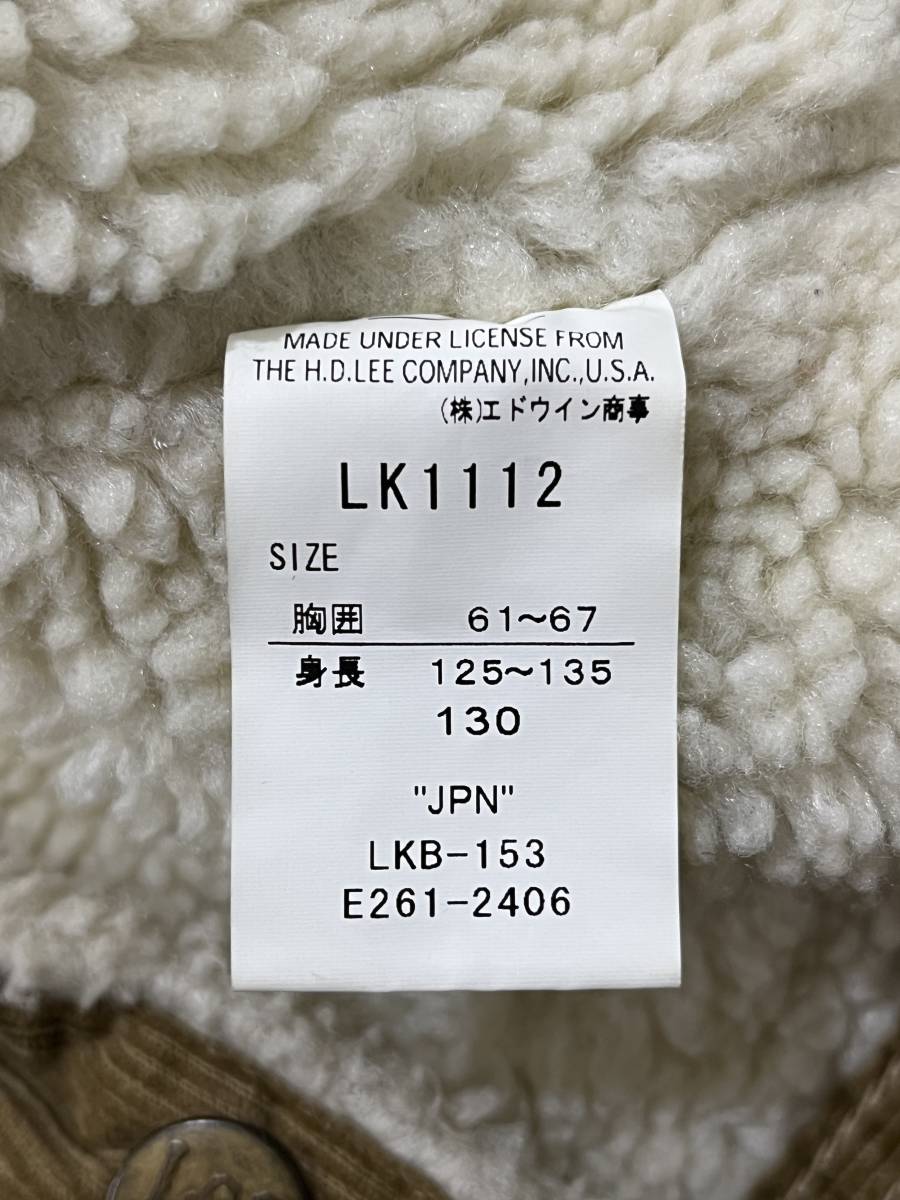 MADE UNDER LICENSE FROM
THE H.D.LEE COMPANY,INC.,U.S.A.
(株)エドウイン商事
LK1112
SIZE
胸囲 61~67
身長 125~135
130
"JPN"
LKB-153
E261-2406
Lee